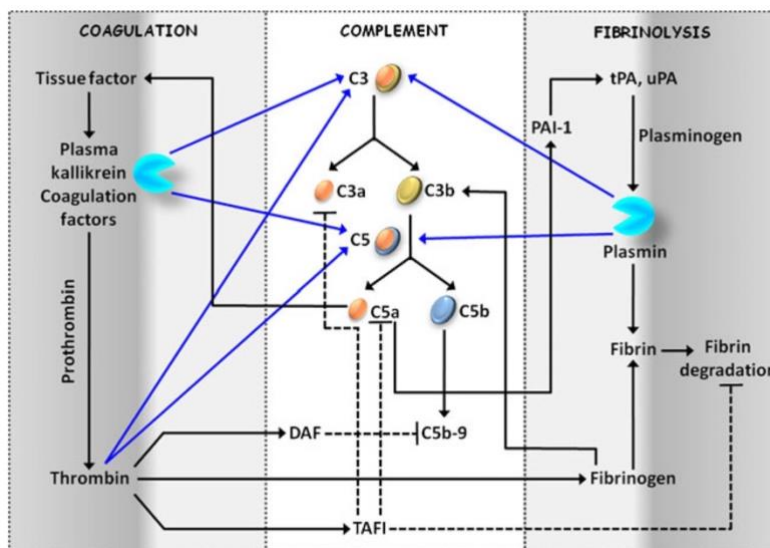 COAGULATION
COMPLEMENT
FIBRINOLYSIS
Tissue factor
C3
tPA, uPA
PAI-1
Plasminogen
Plasma
kallikrein
Coagulation
factors
C3a
C3b
C5
Plasmin
Prothrombin
C5a
C5b
Fibrin
Fibrin
degradation
DAF
C5b-9
Thrombin
Fibrinogen
TAFI